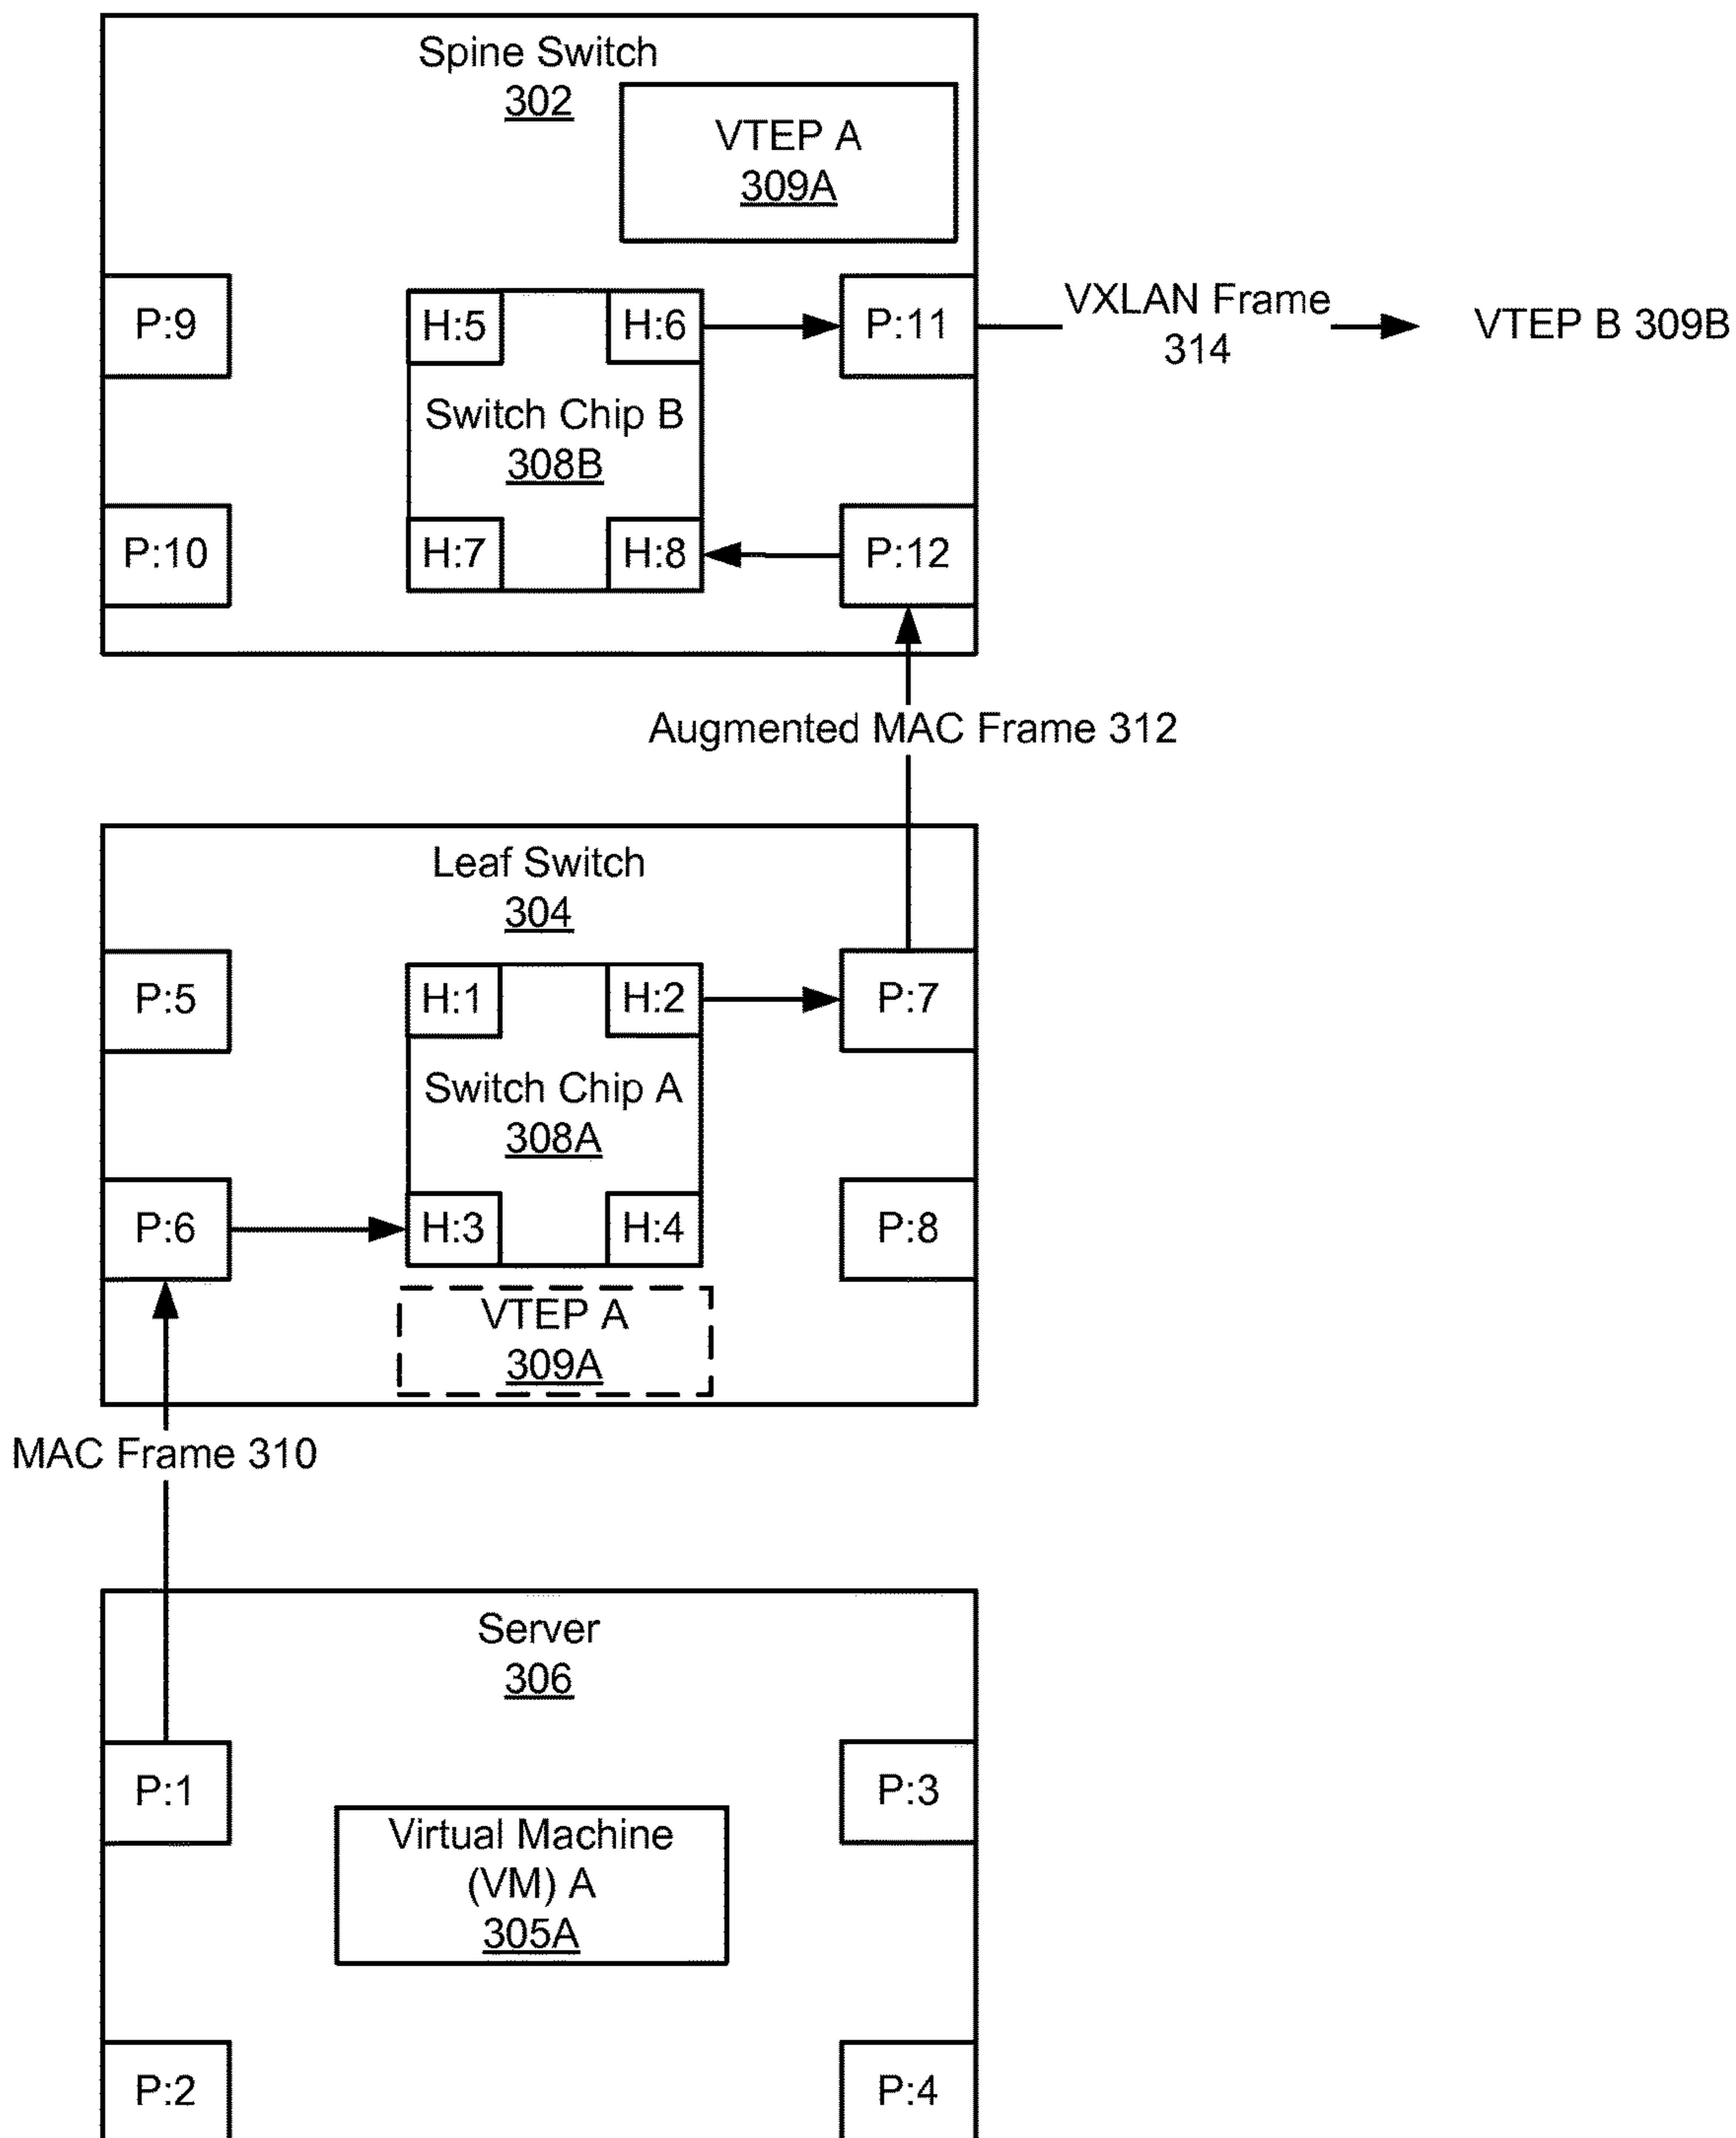 Spine Switch
302
VTEP A
309A
P:9
H:5
H:6
P:11
VXLAN Frame
314
VTEP B 309B
Switch Chip B
308B
P:10
H:7
H:8
P:12
Augmented MAC Frame 312
Leaf Switch
304
P:5
H:1
H:2
P:7
Switch Chip A
308A
P:6
H:3
H:4
P:8
VTEP A
309A
MAC Frame 310
Server
306
P:1
P:3
Virtual Machine
(VM) A
305A
P:2
P:4